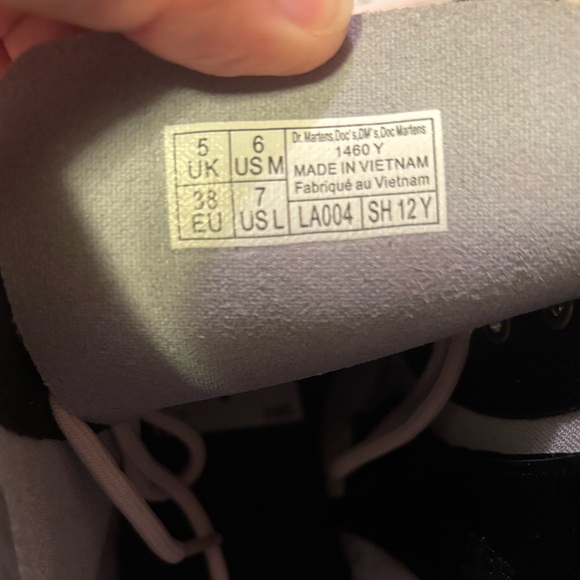 5 UK
6 US M
38 EU
7 US L
Dr. Martens,Doc's,DM's,Doc Martens
1460 Y
MADE IN VIETNAM
Fabriqué au Vietnam
LA004
SH 12 Y